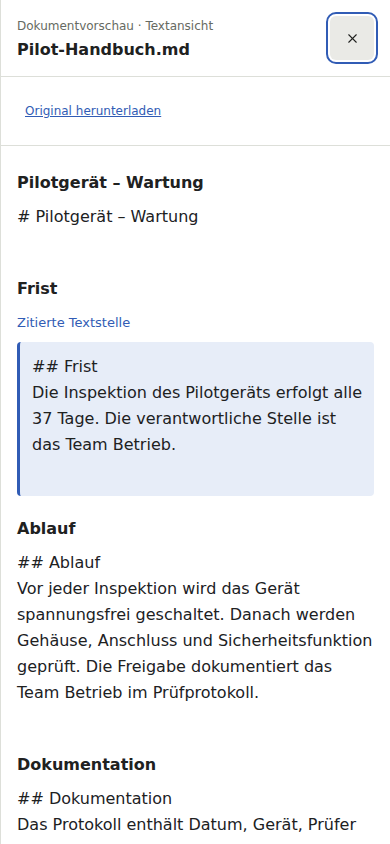 Dokumentvorschau · Textansicht
Pilot-Handbuch.md
×
Original herunterladen
Pilotgerät – Wartung
# Pilotgerät – Wartung
Frist
Zitierte Textstelle
## Frist
Die Inspektion des Pilotgeräts erfolgt alle
37 Tage. Die verantwortliche Stelle ist
das Team Betrieb.
Ablauf
## Ablauf
Vor jeder Inspektion wird das Gerät
spannungsfrei geschaltet. Danach werden
Gehäuse, Anschluss und Sicherheitsfunktion
geprüft. Die Freigabe dokumentiert das
Team Betrieb im Prüfprotokoll.
Dokumentation
## Dokumentation
Das Protokoll enthält Datum, Gerät, Prüfer